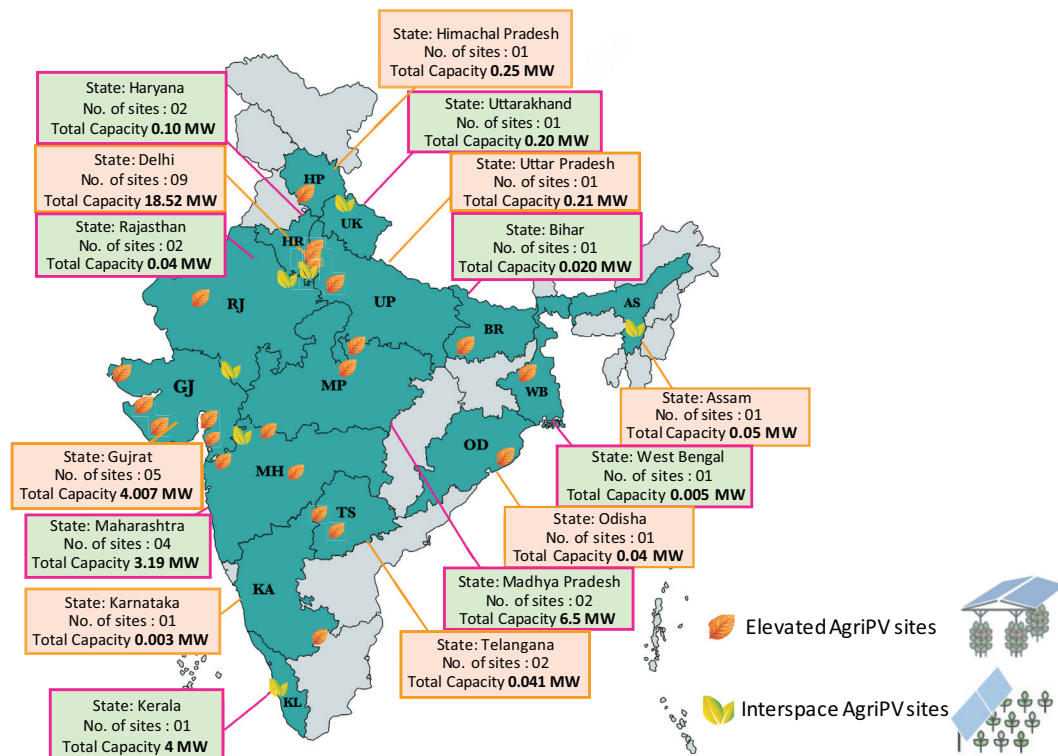 State: Himachal Pradesh
No. of sites : 01
Total Capacity 0.25 MW
State: Haryana
No. of sites : 02
Total Capacity 0.10 MW
State: Uttarakhand
No. of sites : 01
Total Capacity 0.20 MW
State: Delhi
No. of sites : 09
Total Capacity 18.52 MW
State: Uttar Pradesh
No. of sites : 01
Total Capacity 0.21 MW
State: Rajasthan
No. of sites : 02
Total Capacity 0.04 MW
State: Bihar
No. of sites : 01
Total Capacity 0.020 MW
HP
UK
HR
RJ
UP
BR
AS
GJ
MP
WB
OD
MH
TS
KA
KL
State: Assam
No. of sites : 01
Total Capacity 0.05 MW
State: Gujrat
No. of sites : 05
Total Capacity 4.007 MW
State: West Bengal
No. of sites : 01
Total Capacity 0.005 MW
State: Maharashtra
No. of sites : 04
Total Capacity 3.19 MW
State: Odisha
No. of sites : 01
Total Capacity 0.04 MW
State: Madhya Pradesh
No. of sites : 02
Total Capacity 6.5 MW
State: Karnataka
No. of sites : 01
Total Capacity 0.003 MW
State: Telangana
No. of sites : 02
Total Capacity 0.041 MW
State: Kerala
No. of sites : 01
Total Capacity 4 MW
Elevated AgriPV sites
Interspace AgriPV sites